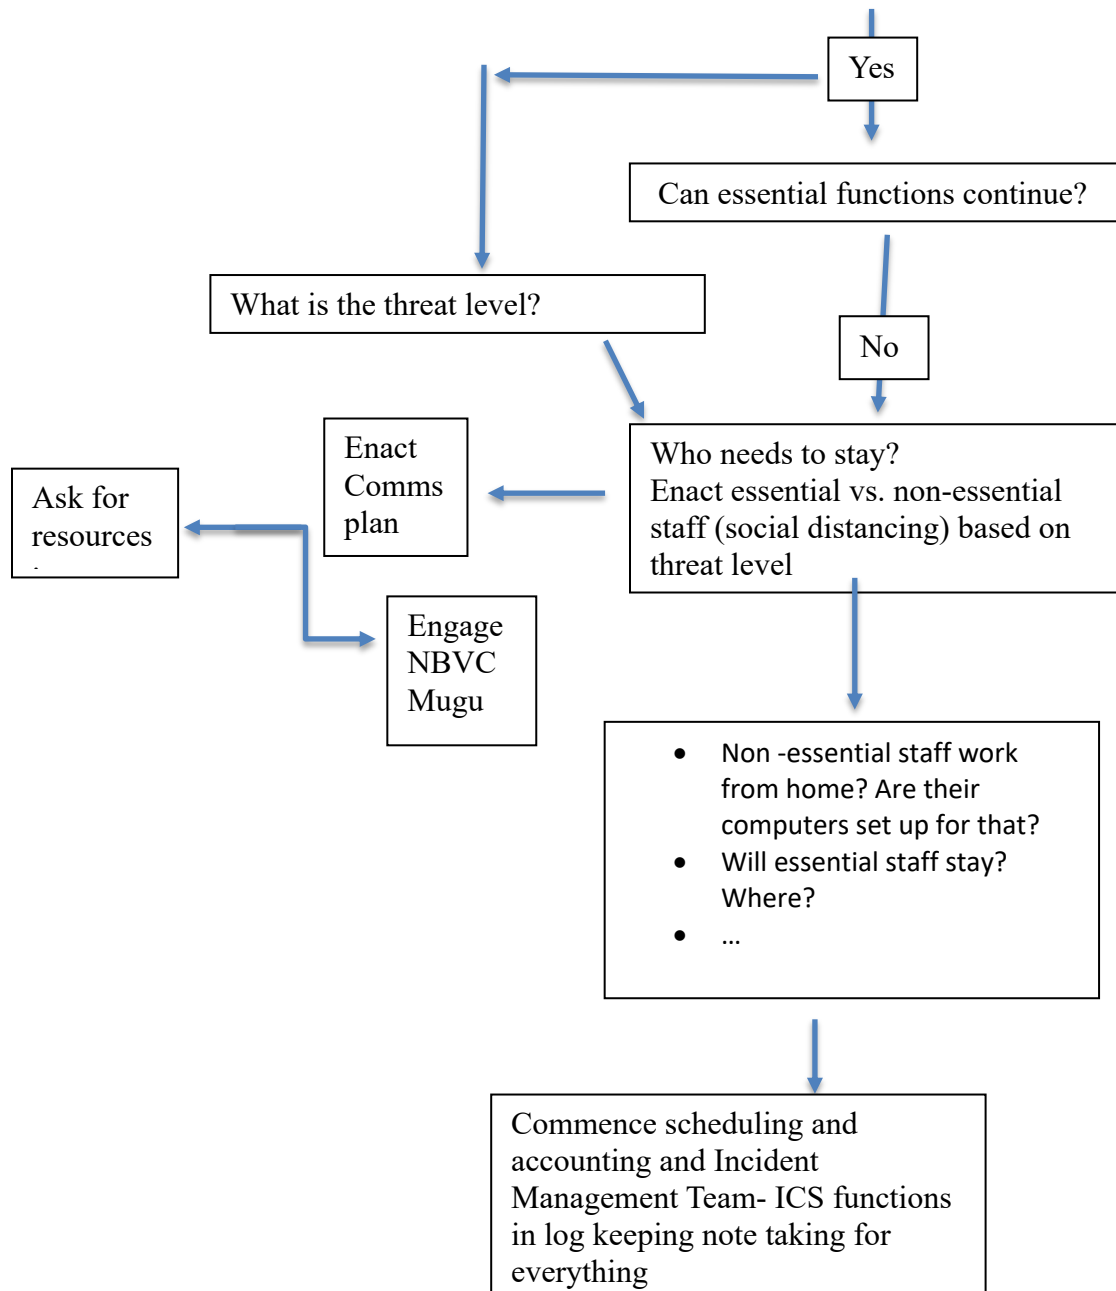 Yes
Can essential functions continue?
What is the threat level?
No
Who needs to stay?
Enact essential vs. non-essential
staff (social distancing) based on
threat level
Enact
Comms
plan
Ask for
resources
Engage
NBVC
Mugu
• Non -essential staff work
from home? Are their
computers set up for that?
• Will essential staff stay?
Where?
• ...
Commence scheduling and
accounting and Incident
Management Team- ICS functions
in log keeping note taking for
everything